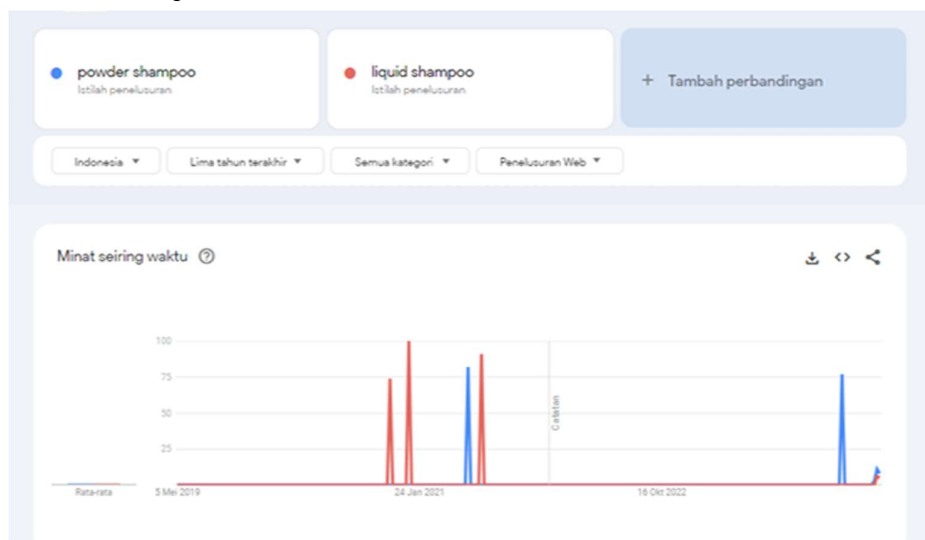 powder shampoo
Istilah penelusuran
liquid shampoo
Istilah penelusuran
+ Tambah perbandingan
Indonesia
Lima tahun terakhir
Semua kategori
Penelusuran Web
Minat seiring waktu
100
75
50
25
Catatan
Rata-rata
5 Mei 2019
24 Jan 2021
16 Okt 2022